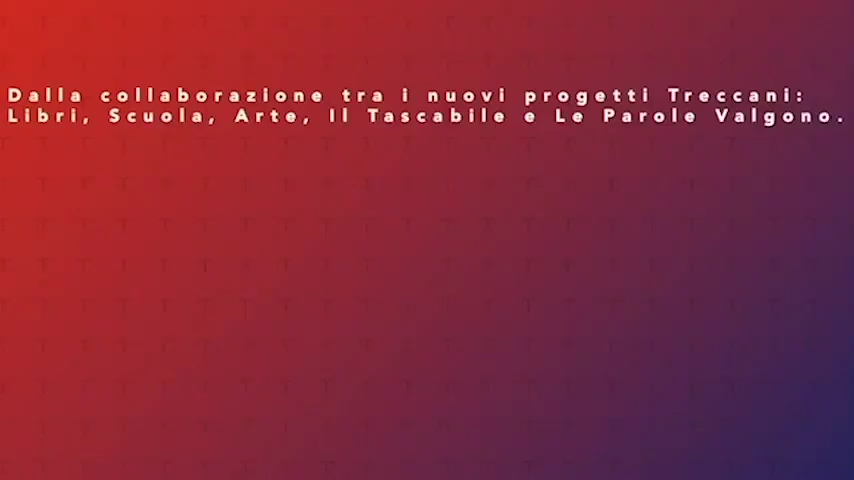 Dalla collaborazione tra i nuovi progetti Treccani:
Libri, Scuola, Arte, Il Tascabile e Le Parole Valgono.